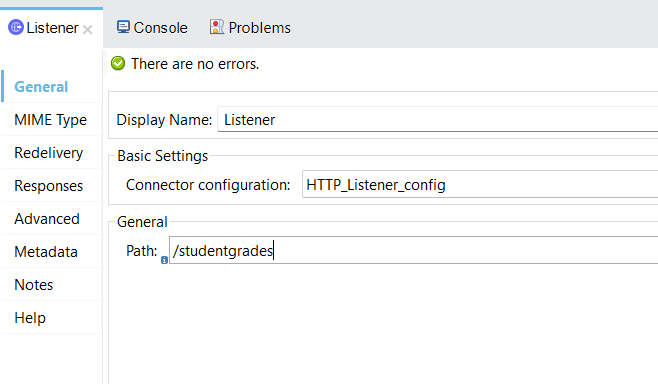 Listener
Console
Problems
There are no errors.
General
MIME Type
Redelivery
Responses
Advanced
Metadata
Notes
Help
Display Name: Listener
Basic Settings
Connector configuration: HTTP_Listener_config
General
Path: /studentgrades